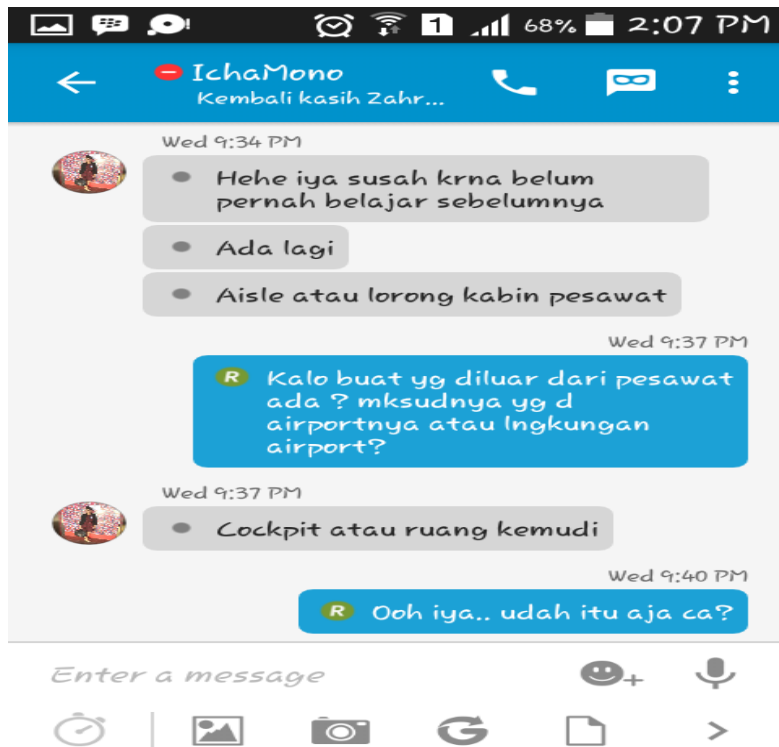 1 68% 2:07 PM
IchaMono
Kembali kasih Zahr...
Wed 9:34 PM
Hehe iya susah krna belum
pernah belajar sebelumnya
Ada lagi
Aisle atau lorong kabin pesawat
Wed 9:37 PM
R Kalo buat yg diluar dari pesawat
ada ? mksudnya yg d
airportnya atau lngkungan
airport?
Wed 9:37 PM
Cockpit atau ruang kemudi
Wed 9:40 PM
R Ooh iya.. udah itu aja ca?
Enter a message